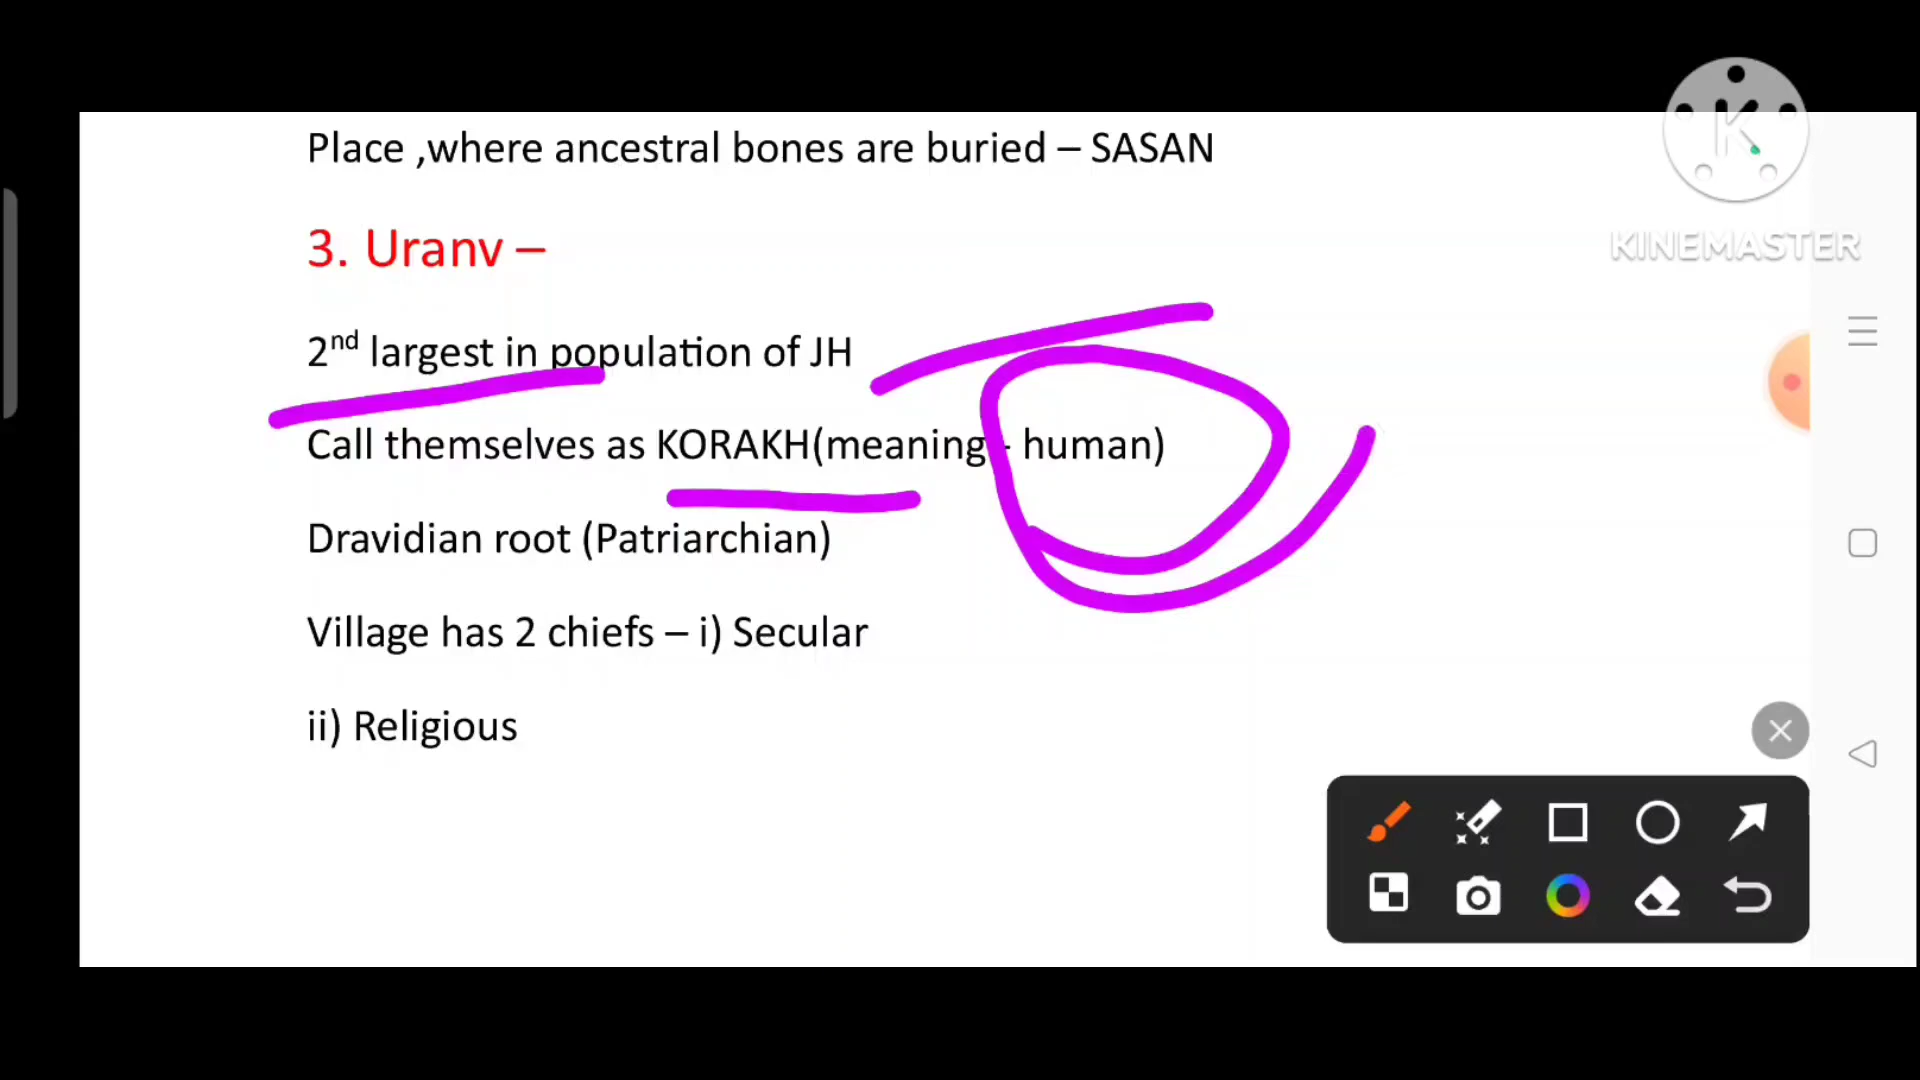 Place ,where ancestral bones are buried – SASAN
KINEMASTER
3. Uranv –
2nd largest in population of JH
Call themselves as KORAKH(meaning - human)
Dravidian root (Patriarchian)
Village has 2 chiefs – i) Secular
ii) Religious